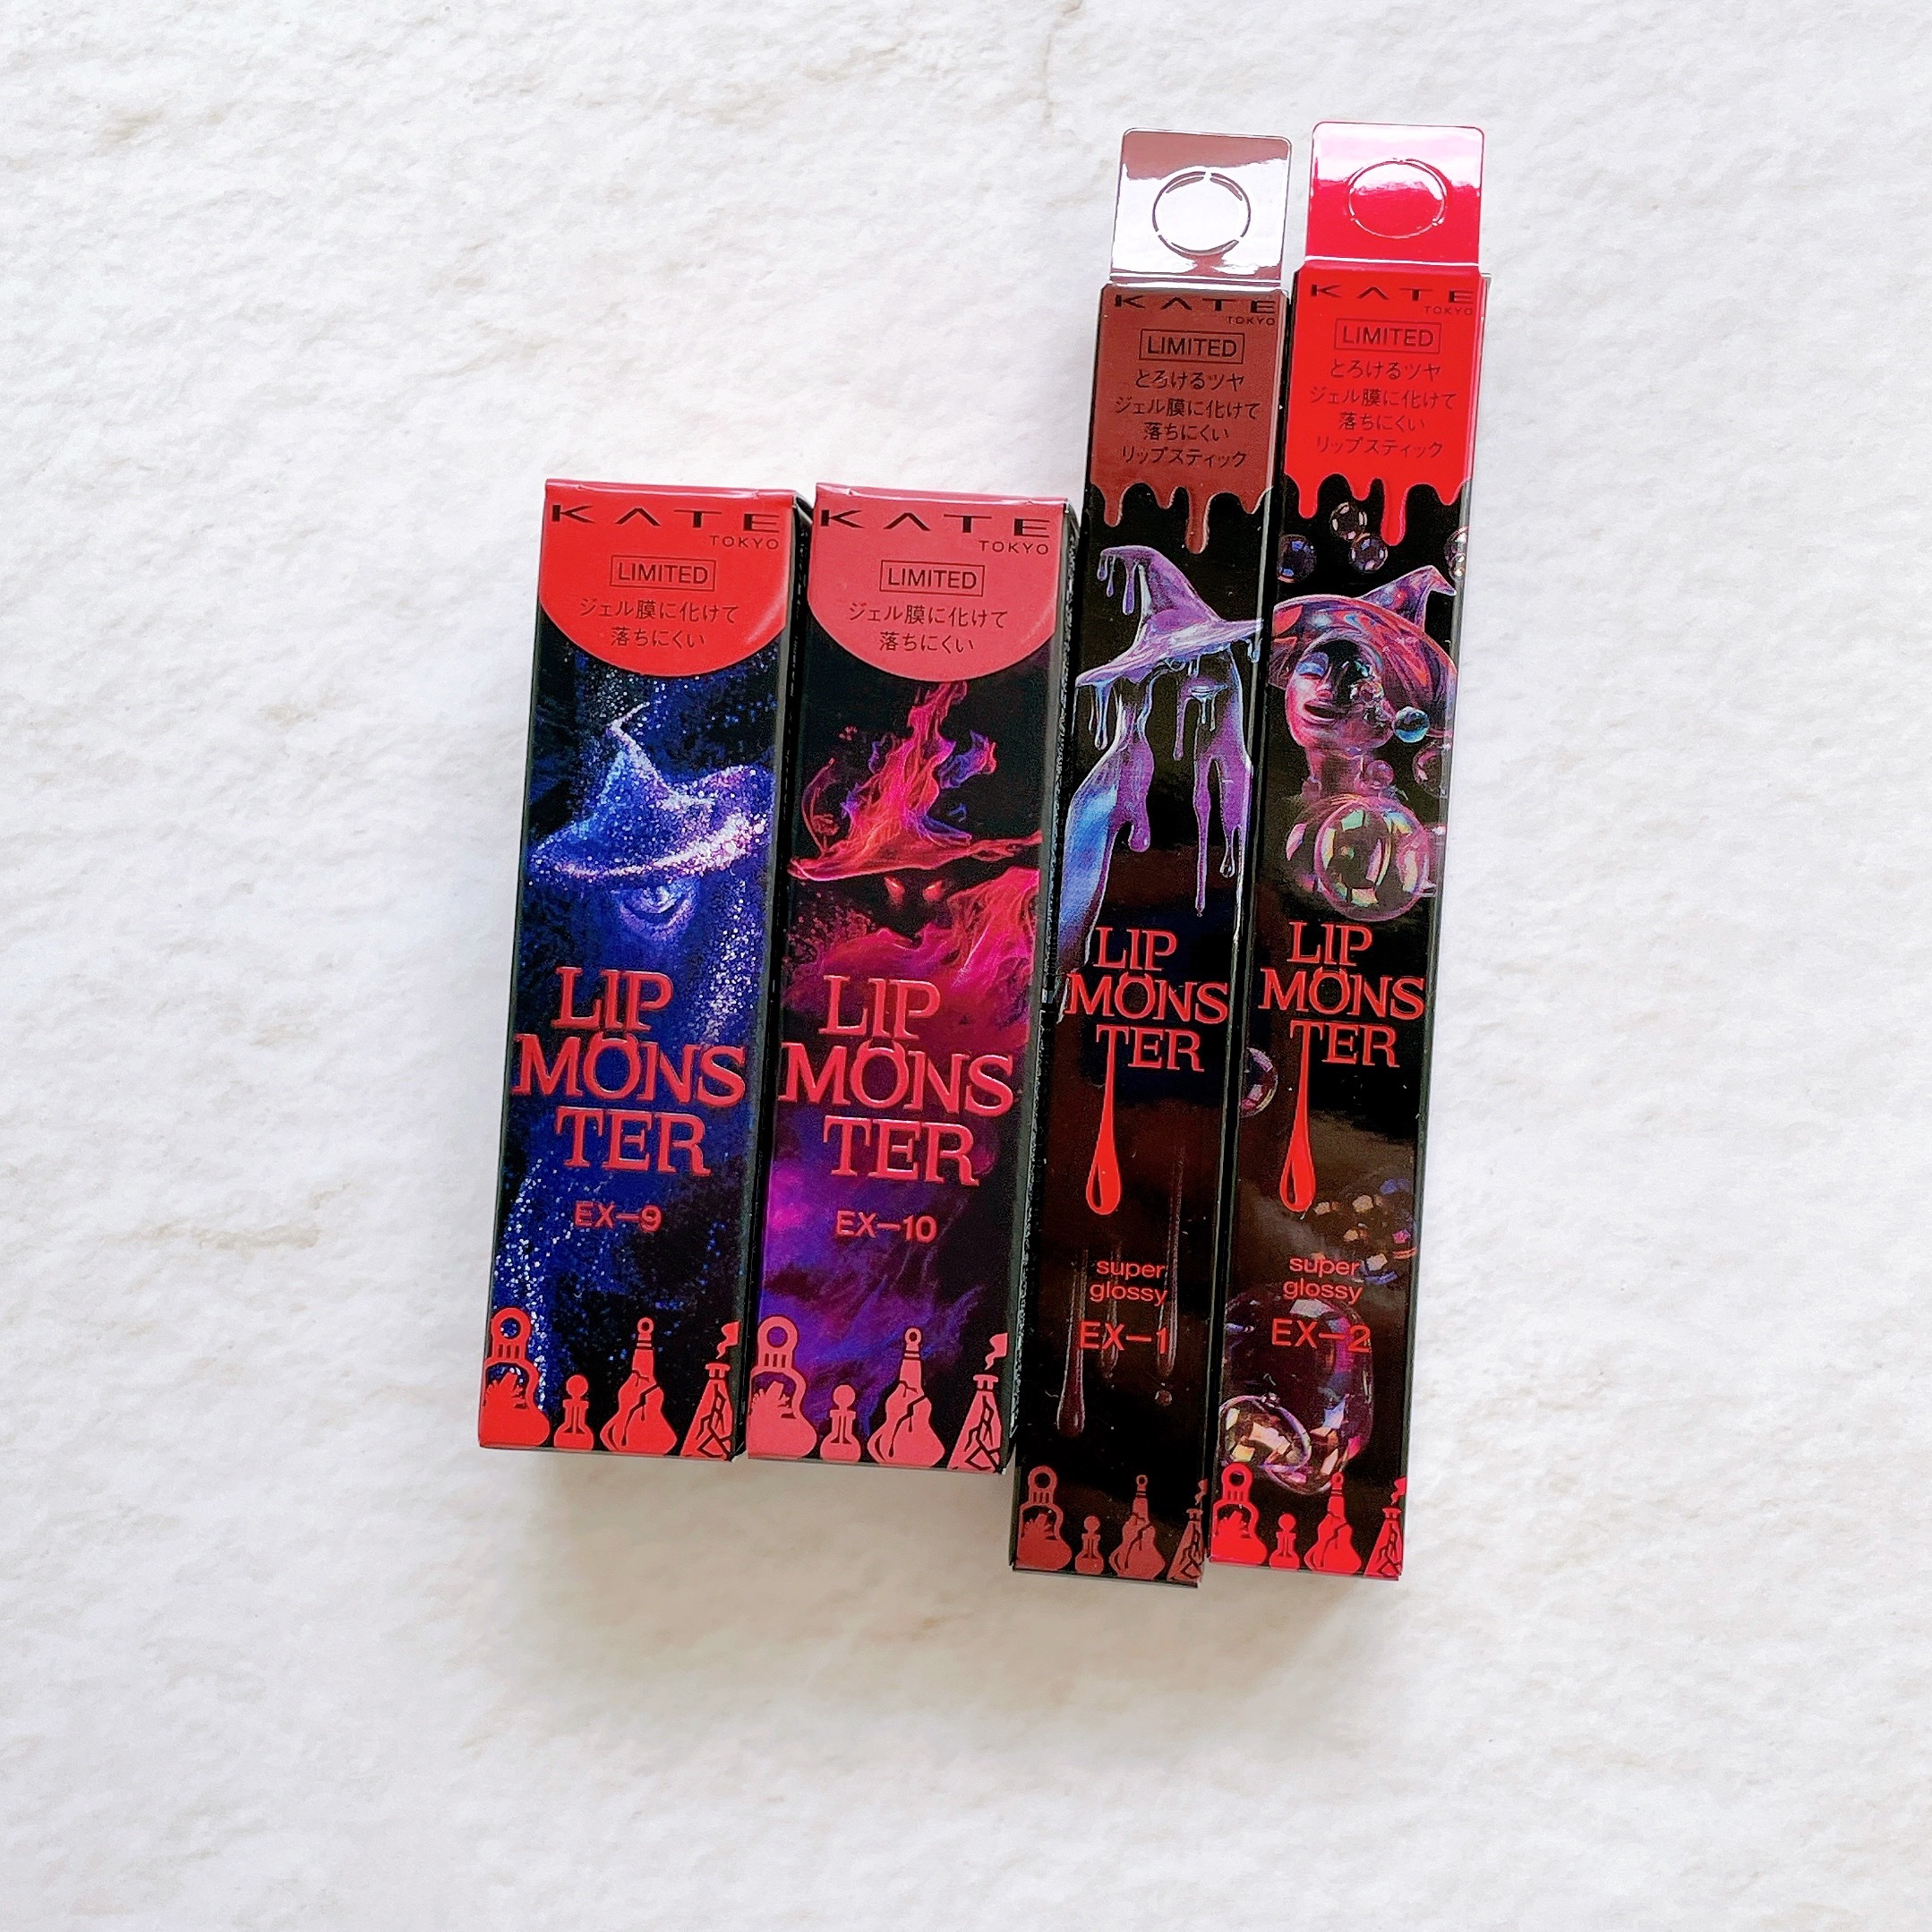 KATE
TOKYO
LIMITED
ジェル膜に化けて
落ちにくい
LIP
MONS
TER
EX-9
KATE
TOKYO
LIMITED
ジェル膜に化けて
落ちにくい
LIP
MONS
TER
EX-10
KATE
TOKYO
LIMITED
とろけるツヤ
ジェル膜に化けて
落ちにくい
リップスティック
LIP
MONS
TER
super
glossy
EX-1
KATE
TOKYO
LIMITED
とろけるツヤ
ジェル膜に化けて
落ちにくい
リップスティック
LIP
MONS
TER
super
glossy
EX-2